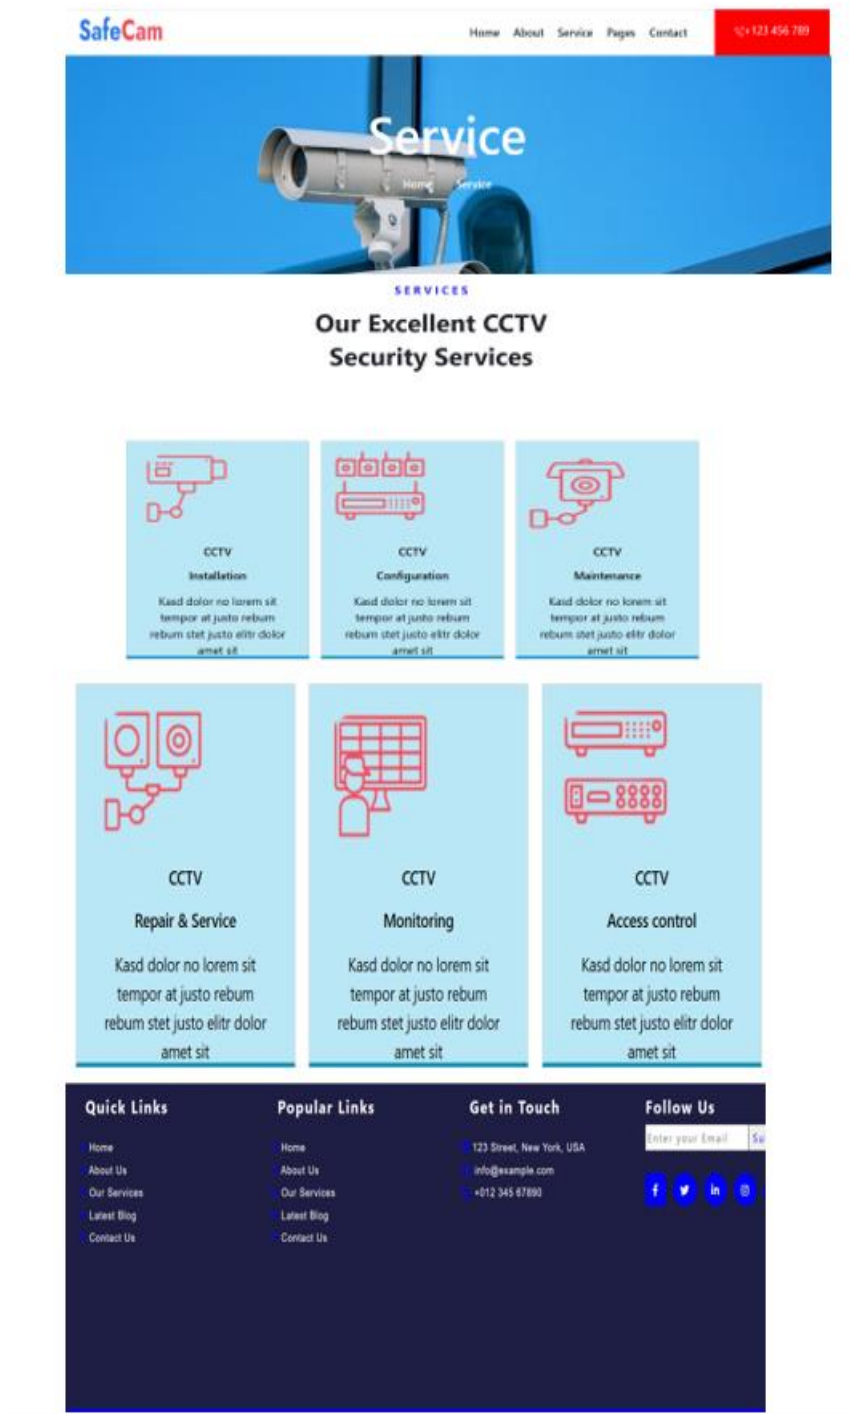 SafeCam
Home About Service Pages Contact +123 456 789
Service
Home Service
SERVICES
Our Excellent CCTV
Security Services
CCTV
Installation
Kasd dolor no lorem sit
tempor at justo rebum
rebum stet justo elitr dolor
amet sit
CCTV
Configuration
Kasd dolor no lorem sit
tempor at justo rebum
rebum stet justo elitr dolor
amet sit
CCTV
Maintenance
Kasd dolor no lorem sit
tempor at justo rebum
rebum stet justo elitr dolor
amet sit
CCTV
Repair & Service
Kasd dolor no lorem sit
tempor at justo rebum
rebum stet justo elitr dolor
amet sit
CCTV
Monitoring
Kasd dolor no lorem sit
tempor at justo rebum
rebum stet justo elitr dolor
amet sit
CCTV
Access control
Kasd dolor no lorem sit
tempor at justo rebum
rebum stet justo elitr dolor
amet sit
Quick Links
Home
About Us
Our Services
Latest Blog
Contact Us
Popular Links
Home
About Us
Our Services
Latest Blog
Contact Us
Get in Touch
123 Street, New York, USA
info@example.com
+012 345 67890
Follow Us
Enter your Email Su